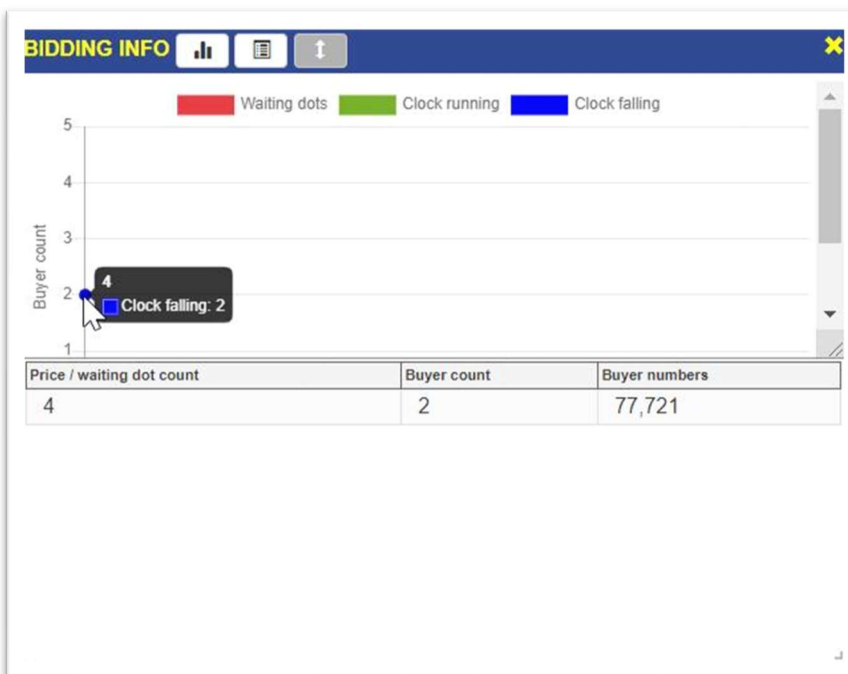 BIDDING INFO
Waiting dots Clock running Clock falling
5
4
3
2
1
Buyer count
4
Clock falling: 2
Price / waiting dot count Buyer count Buyer numbers
4 2 77,721